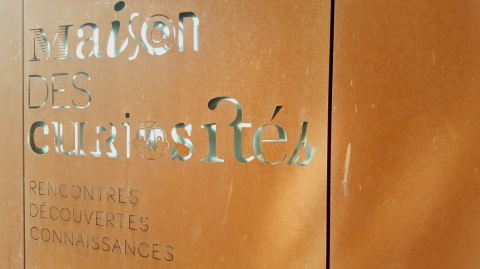 Maison
DES
curiosités
RENCONTRES
DÉCOUVERTES
CONNAISSANCES